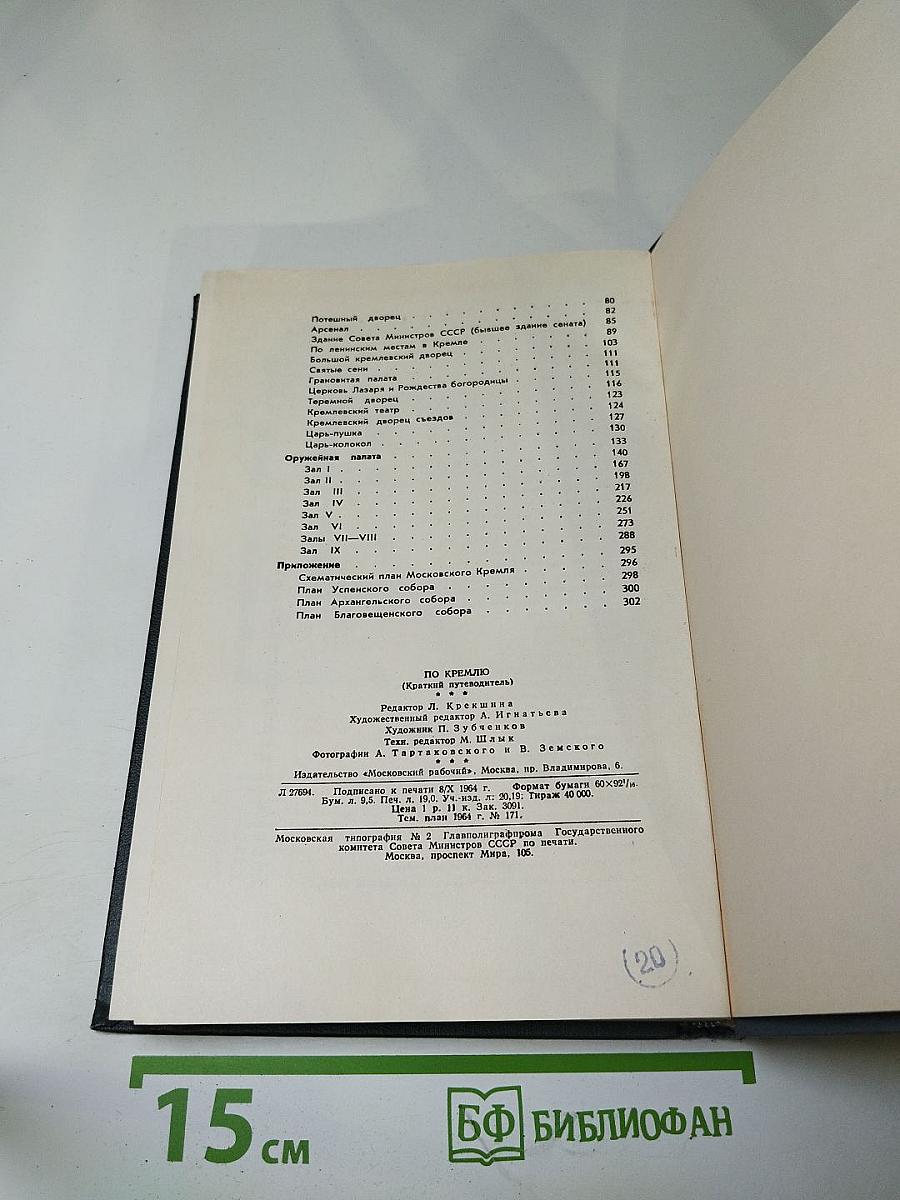 Потешный дворец . . . . . . . . . . 80
Арсенал . . . . . . . . . . 82
Здание Совета Министров СССР (бывшее здание сената) 85
По ленинским местам в Кремле . . . . . . 89
Большой кремлевский дворец . . . . . . 103
Святые сени . . . . . . . . . . 111
Грановитая палата . . . . . . . . . 111
Церковь Лазаря и Рождества богородицы . . . . 115
Теремной дворец . . . . . . . . . 116
Кремлевский театр . . . . . . . . . 123
Кремлевский дворец съездов . . . . . . 124
Царь-пушка . . . . . . . . . . 127
Царь-колокол . . . . . . . . . . 130
Оружейная палата . . . . . . . . . . 133
Зал I . . . . . . . . . . 140
Зал II . . . . . . . . . . 167
Зал III . . . . . . . . . . 198
Зал IV . . . . . . . . . . 217
Зал V . . . . . . . . . . 226
Зал VI . . . . . . . . . . 251
Залы VII—VIII . . . . . . . . . . 273
Зал IX . . . . . . . . . . 288
Приложение . . . . . . . . . . 295
Схематический план Московского Кремля . . . . 296
План Успенского собора . . . . . . . 298
План Архангельского собора . . . . . . 300
План Благовещенского собора . . . . . . 302
ПО КРЕМЛЮ
(Краткий путеводитель)
* * *
Редактор Л. Крекшина
Художественный редактор А. Игнатьева
Художник П. Зубченков
Техн. редактор М. Шлык
Фотографии А. Тартаковского и В. Земского
* * *
Издательство «Московский рабочий», Москва, пр. Владимирова, 6.
Л 27694. Подписано к печати 8/X 1964 г. Формат бумаги 60×92¹/₁₆.
Бум. л. 9,5. Печ. л. 19,0. Уч.-изд. л: 20,19: Тираж 40 000.
Цена 1 р. 11 к. Зак. 3091.
Тем. план 1964 г. № 171.
Московская типография № 2 Главполиграфпрома Государственного
комитета Совета Министров СССР по печати.
Москва, проспект Мира, 105.
(20)
15 см
БФ БИБЛИОФАН